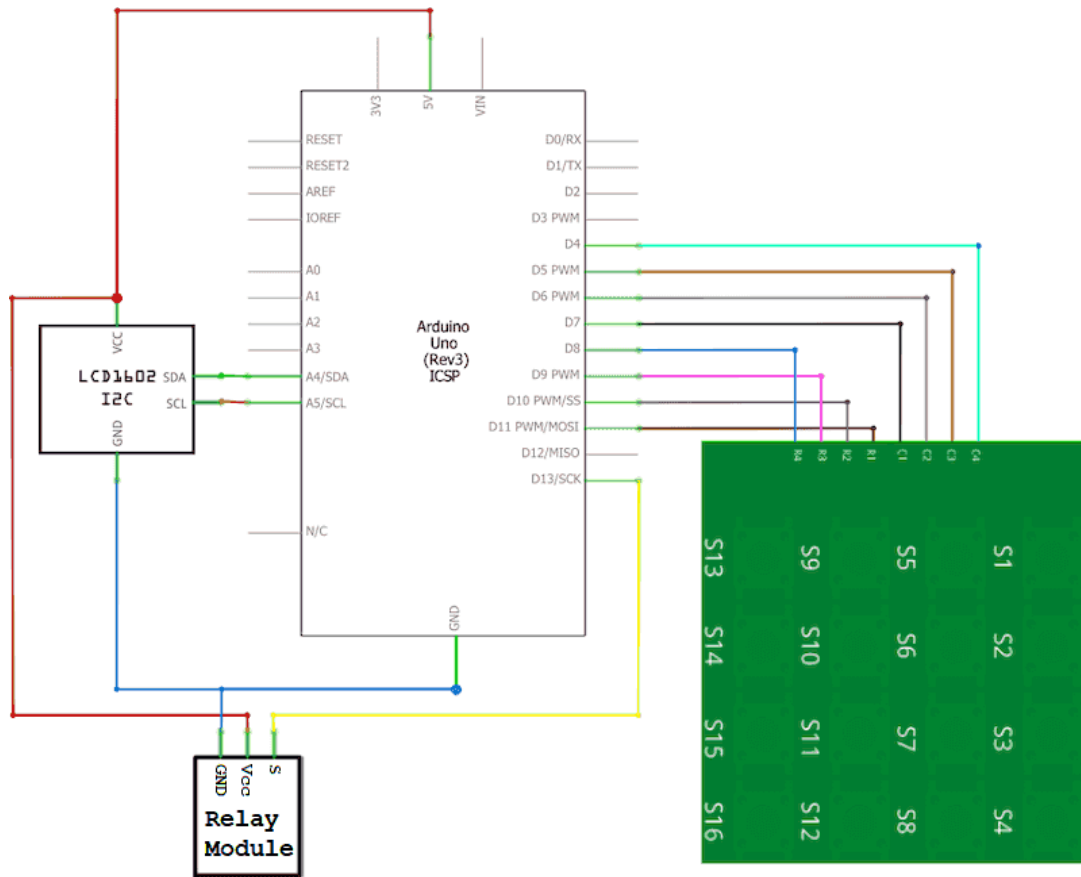 3V3
5V
VIN
RESET
RESET2
AREF
IOREF
A0
A1
A2
A3
A4/SDA
A5/SCL
N/C
Arduino
Uno
(Rev3)
ICSP
D0/RX
D1/TX
D2
D3 PWM
D4
D5 PWM
D6 PWM
D7
D8
D9 PWM
D10 PWM/SS
D11 PWM/MOSI
D12/MISO
D13/SCK
GND
VCC
LCD1602
I2C
SDA
SCL
GND
GND
Vcc
S
Relay
Module
R4 R3 R2 R1 C1 C2 C3 C4
S13 S9 S5 S1
S14 S10 S6 S2
S15 S11 S7 S3
S16 S12 S8 S4